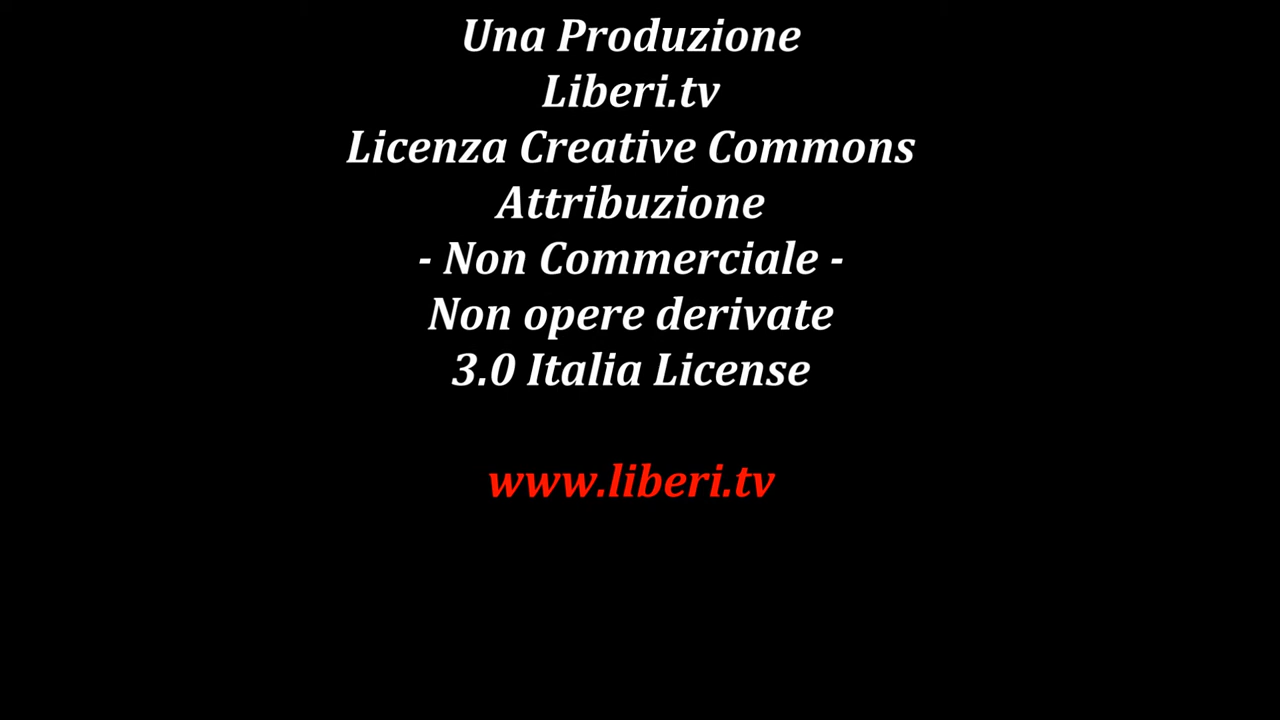 Una Produzione
Liberi.tv
Licenza Creative Commons
Attribuzione
- Non Commerciale -
Non opere derivate
3.0 Italia License
www.liberi.tv